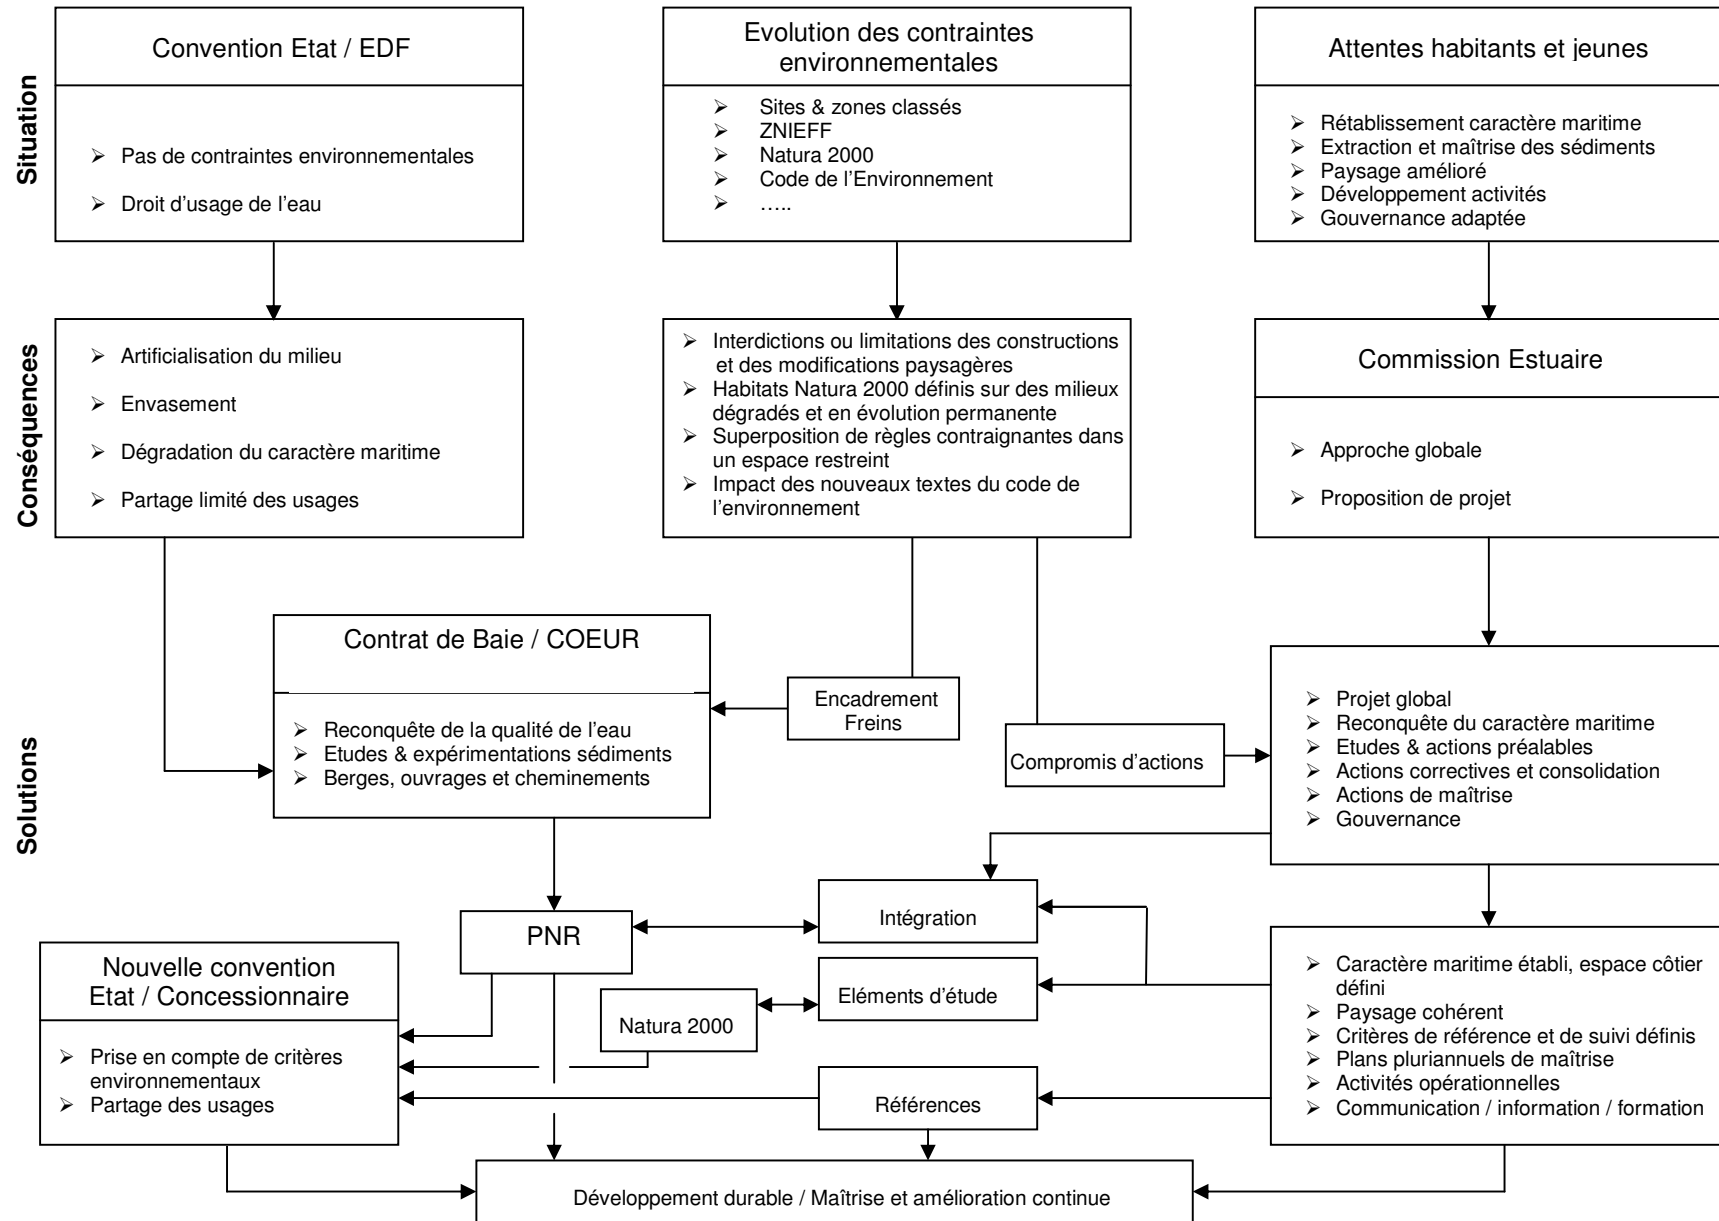 Situation
Convention Etat / EDF
➢ Pas de contraintes environnementales
➢ Droit d'usage de l'eau
Evolution des contraintes
environnementales
➢ Sites & zones classés
➢ ZNIEFF
➢ Natura 2000
➢ Code de l'Environnement
➢ …..
Attentes habitants et jeunes
➢ Rétablissement caractère maritime
➢ Extraction et maîtrise des sédiments
➢ Paysage amélioré
➢ Développement activités
➢ Gouvernance adaptée
Conséquences
➢ Artificialisation du milieu
➢ Envasement
➢ Dégradation du caractère maritime
➢ Partage limité des usages
➢ Interdictions ou limitations des constructions
et des modifications paysagères
➢ Habitats Natura 2000 définis sur des milieux
dégradés et en évolution permanente
➢ Superposition de règles contraignantes dans
un espace restreint
➢ Impact des nouveaux textes du code de
l'environnement
Commission Estuaire
➢ Approche globale
➢ Proposition de projet
Solutions
Contrat de Baie / COEUR
➢ Reconquête de la qualité de l'eau
➢ Etudes & expérimentations sédiments
➢ Berges, ouvrages et cheminements
Encadrement
Freins
Compromis d'actions
➢ Projet global
➢ Reconquête du caractère maritime
➢ Etudes & actions préalables
➢ Actions correctives et consolidation
➢ Actions de maîtrise
➢ Gouvernance
PNR
Intégration
Nouvelle convention
Etat / Concessionnaire
➢ Prise en compte de critères
environnementaux
➢ Partage des usages
Natura 2000
Eléments d'étude
Références
➢ Caractère maritime établi, espace côtier
défini
➢ Paysage cohérent
➢ Critères de référence et de suivi définis
➢ Plans pluriannuels de maîtrise
➢ Activités opérationnelles
➢ Communication / information / formation
Développement durable / Maîtrise et amélioration continue